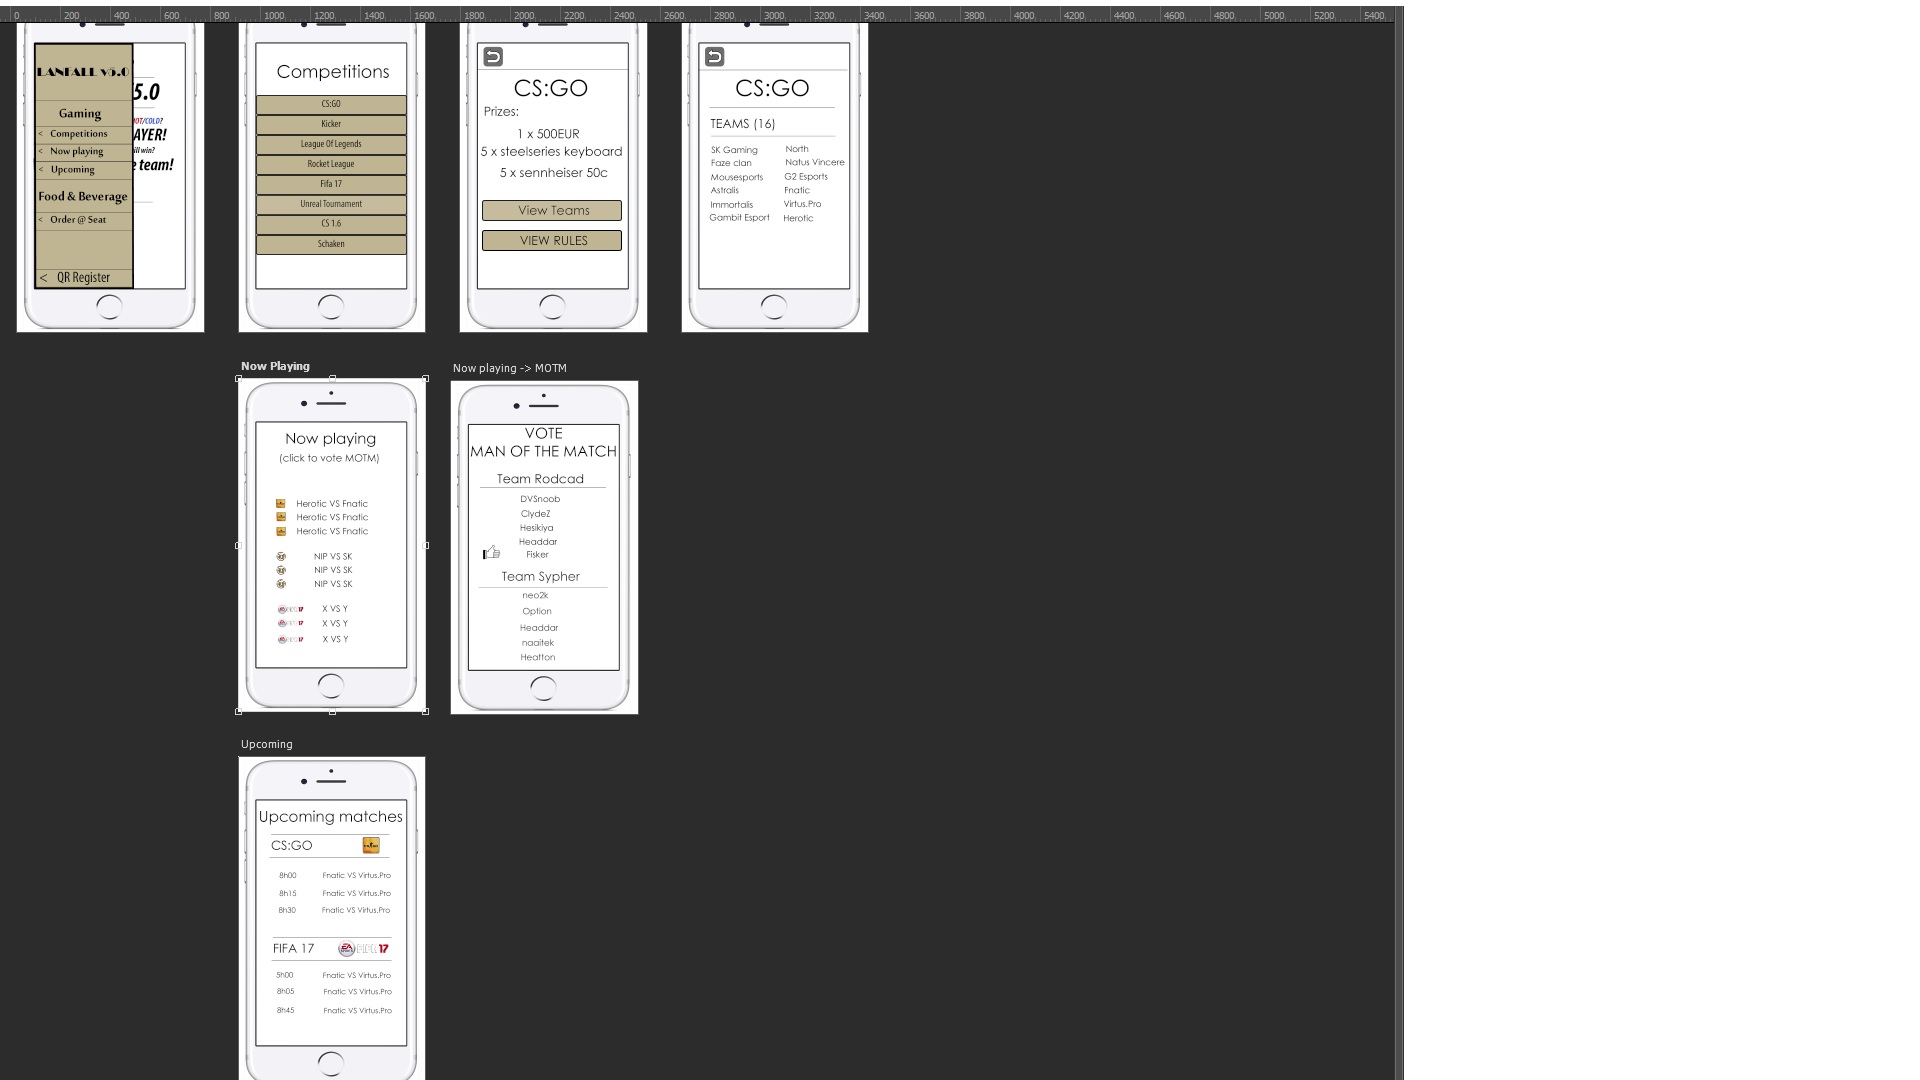 0 200 400 600 800 1000 1200 1400 1600 1800 2000 2200 2400 2600 2800 3000 3200 3400 3600 3800 4000 4200 4400 4600 4800 5000 5200 5400
LANFALL v5.0
Gaming
< Competitions
< Now playing
< Upcoming
Food & Beverage
< Order @ Seat
< QR Register
5.0
OT/COLD?
AYER!
ill win?
e team!
Competitions
CS:GO
Kicker
League Of Legends
Rocket League
Fifa 17
Unreal Tournament
CS 1.6
Schaken
CS:GO
Prizes:
1 x 500EUR
5 x steelseries keyboard
5 x sennheiser 50c
View Teams
VIEW RULES
CS:GO
TEAMS (16)
SK Gaming North
Faze clan Natus Vincere
Mousesports G2 Esports
Astralis Fnatic
Immortalis Virtus.Pro
Gambit Esport Herotic
Now Playing
Now playing
(click to vote MOTM)
Herotic VS Fnatic
Herotic VS Fnatic
Herotic VS Fnatic
NIP VS SK
NIP VS SK
NIP VS SK
FIFA 17 X VS Y
FIFA 17 X VS Y
FIFA 17 X VS Y
Now playing -> MOTM
VOTE
MAN OF THE MATCH
Team Rodcad
DVSnoob
ClydeZ
Hesikiya
Headdar
Fisker
Team Sypher
neo2k
Option
Headdar
naaitek
Heatton
Upcoming
Upcoming matches
CS:GO
8h00 Fnatic VS Virtus.Pro
8h15 Fnatic VS Virtus.Pro
8h30 Fnatic VS Virtus.Pro
FIFA 17 EA SPORTS FIFA 17
5h00 Fnatic VS Virtus.Pro
8h05 Fnatic VS Virtus.Pro
8h45 Fnatic VS Virtus.Pro